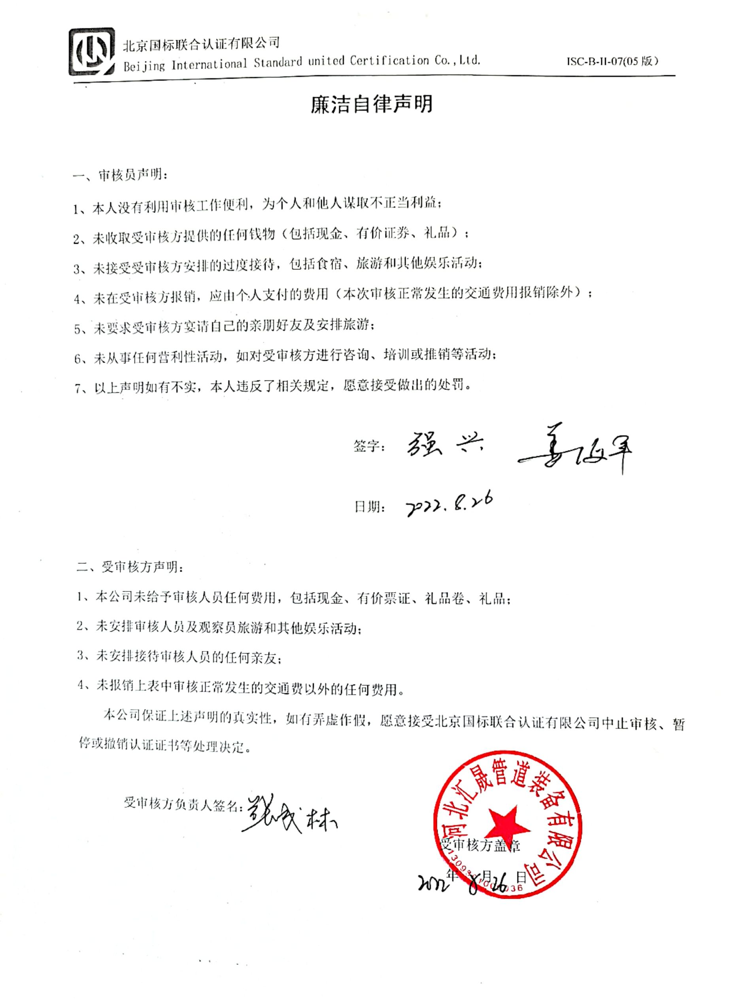 北京国标联合认证有限公司
Beijing International Standard united Certification Co.,Ltd.
ISC-B-II-07(05版)
廉洁自律声明
一、审核员声明：
1、本人没有利用审核工作便利，为个人和他人谋取不正当利益；
2、未收取受审核方提供的任何钱物（包括现金、有价证券、礼品）；
3、未接受受审核方安排的过度接待，包括食宿、旅游和其他娱乐活动；
4、未在受审核方报销，应由个人支付的费用（本次审核正常发生的交通费用报销除外）；
5、未要求受审核方宴请自己的亲朋好友及安排旅游；
6、未从事任何营利性活动，如对受审核方进行咨询、培训或推销等活动；
7、以上声明如有不实，本人违反了相关规定，愿意接受做出的处罚。
签字： 强兴 姜海军
日期： 2022.8.26
二、受审核方声明：
1、本公司未给予审核人员任何费用，包括现金、有价票证、礼品卷、礼品；
2、未安排审核人员及观察员旅游和其他娱乐活动；
3、未安排接待审核人员的任何亲友；
4、未报销上表中审核正常发生的交通费以外的任何费用。
本公司保证上述声明的真实性，如有弄虚作假，愿意接受北京国标联合认证有限公司中止审核、暂
停或撤销认证证书等处理决定。
河北汇晟管道装备有限公司
受审核方负责人签名：张成林
受审核方盖章
2022年8月26日